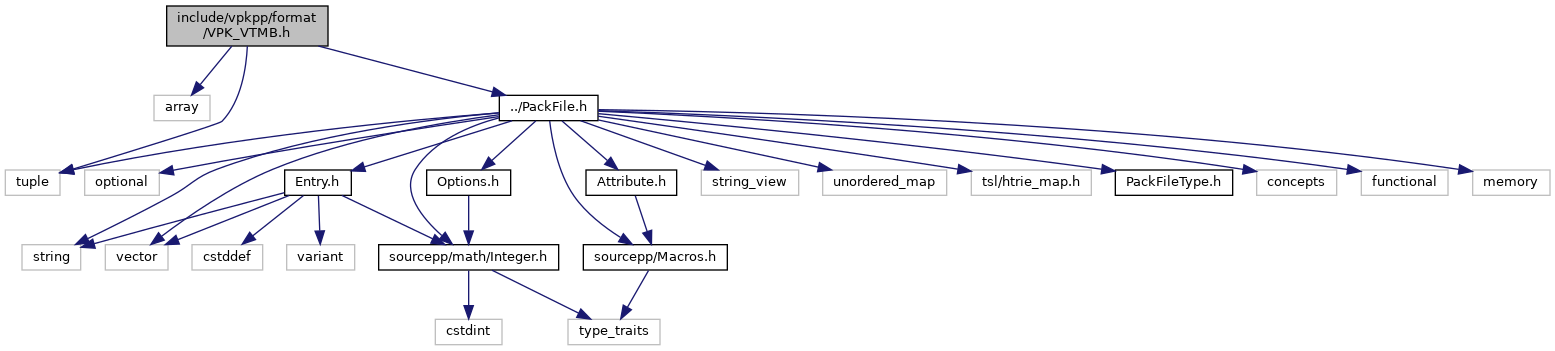 include/vpkpp/format
/VPK_VTMB.h
array
../PackFile.h
tuple
optional
Entry.h
Options.h
Attribute.h
string_view
unordered_map
tsl/htrie_map.h
PackFileType.h
concepts
functional
memory
string
vector
cstddef
variant
sourcepp/math/Integer.h
sourcepp/Macros.h
cstdint
type_traits